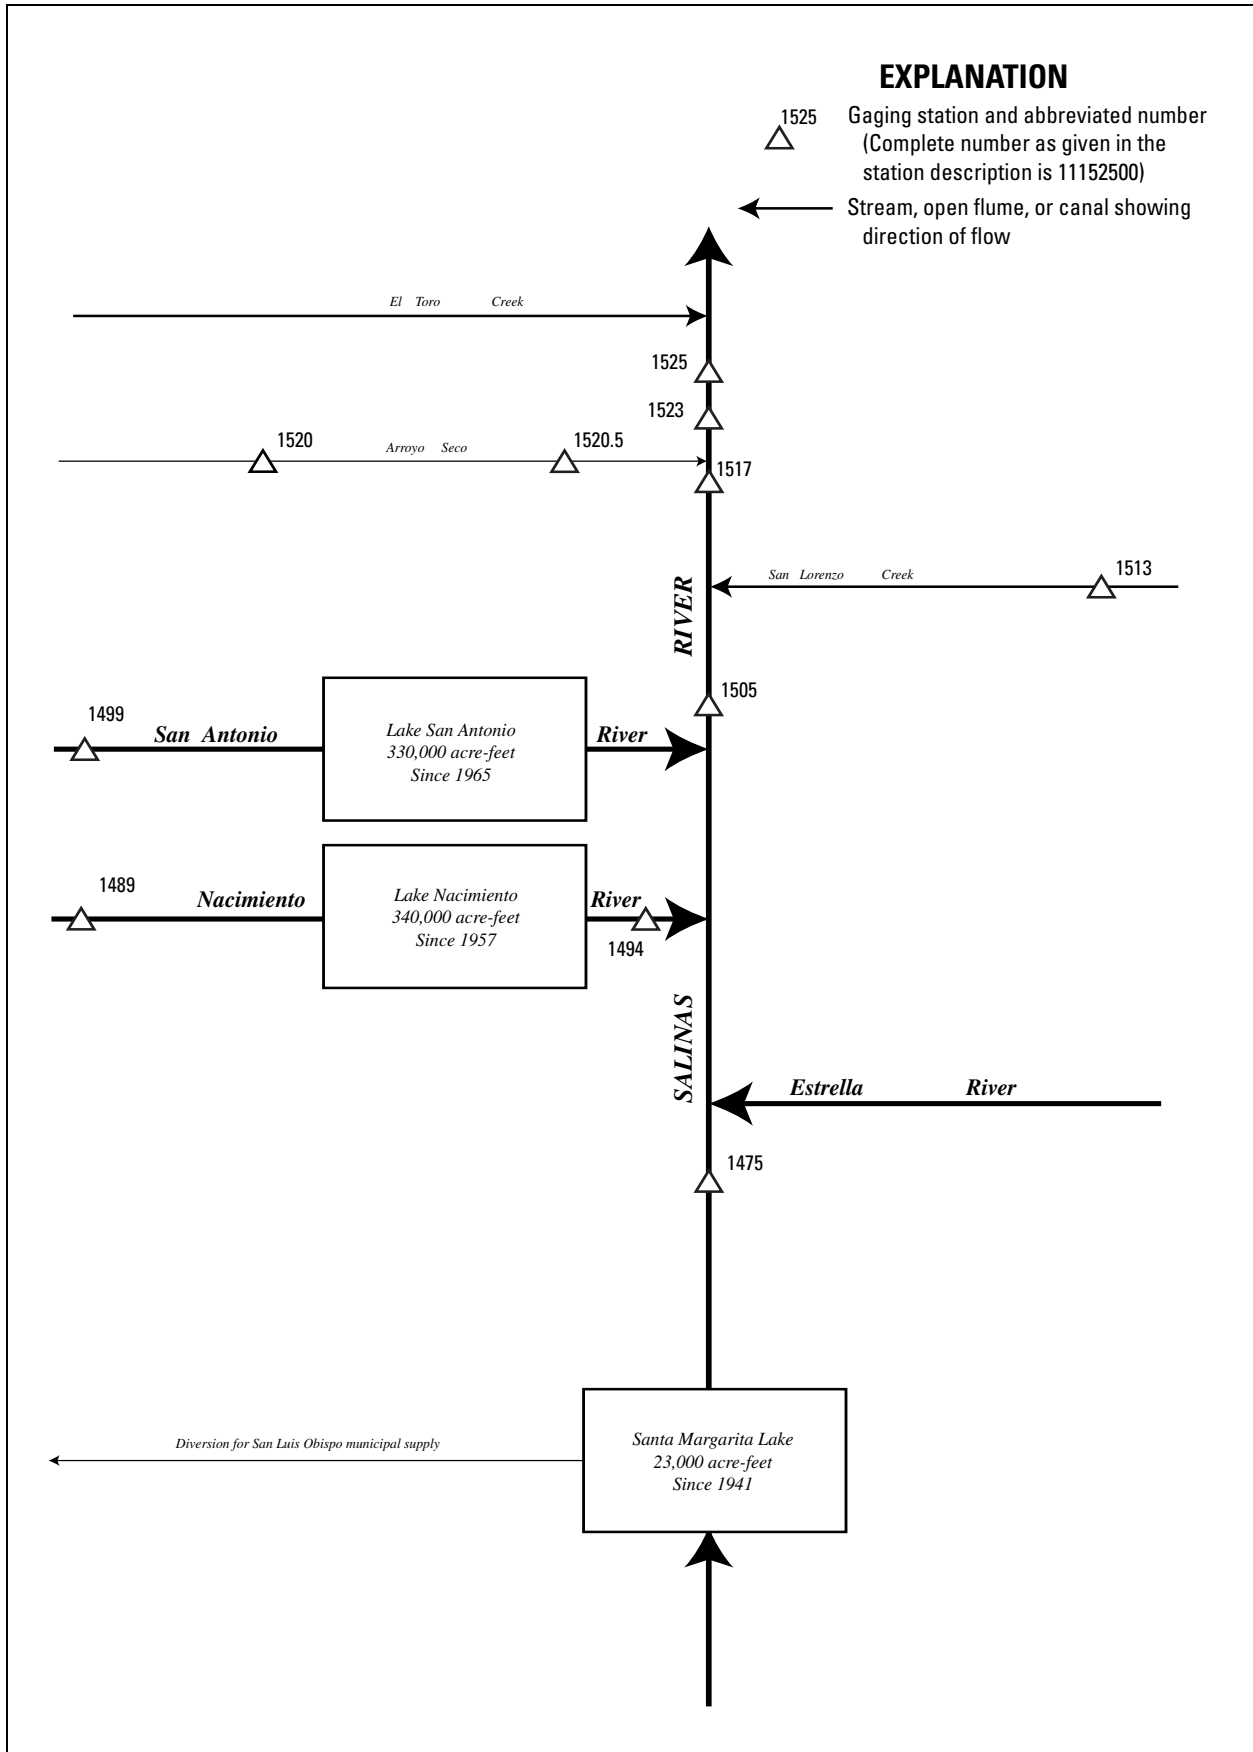 EXPLANATION
1525
Gaging station and abbreviated number
(Complete number as given in the
station description is 11152500)
Stream, open flume, or canal showing
direction of flow
El Toro Creek
1525
1523
1520
Arroyo Seco
1520.5
1517
San Lorenzo Creek
1513
RIVER
1505
1499
San Antonio
Lake San Antonio
330,000 acre-feet
Since 1965
River
1489
Nacimiento
Lake Nacimiento
340,000 acre-feet
Since 1957
River
1494
SALINAS
Estrella River
1475
Diversion for San Luis Obispo municipal supply
Santa Margarita Lake
23,000 acre-feet
Since 1941